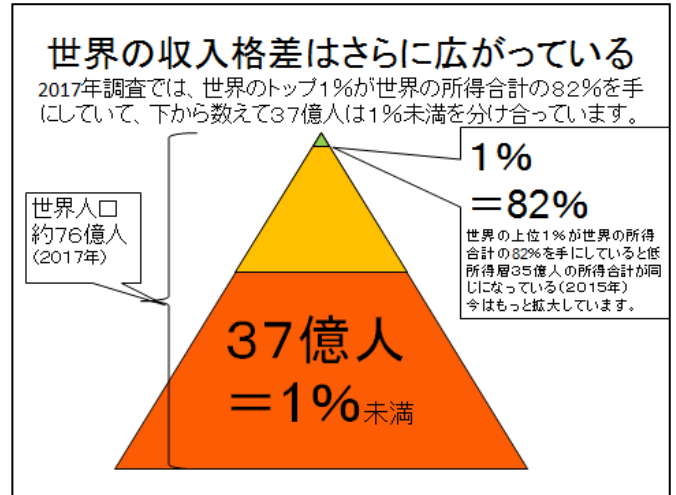 世界の収入格差はさらに広がっている
2017年調査では、世界のトップ1%が世界の所得合計の82%を手
にしていて、下から数えて37億人は1%未満を分け合っています。
1%
=82%
世界の上位1%が世界の所得
合計の82%を手にしていると低
所得層35億人の所得合計が同
じになっている(2015年)
今はもっと拡大しています。
世界人口
約76億人
(2017年)
37億人
=1%未満